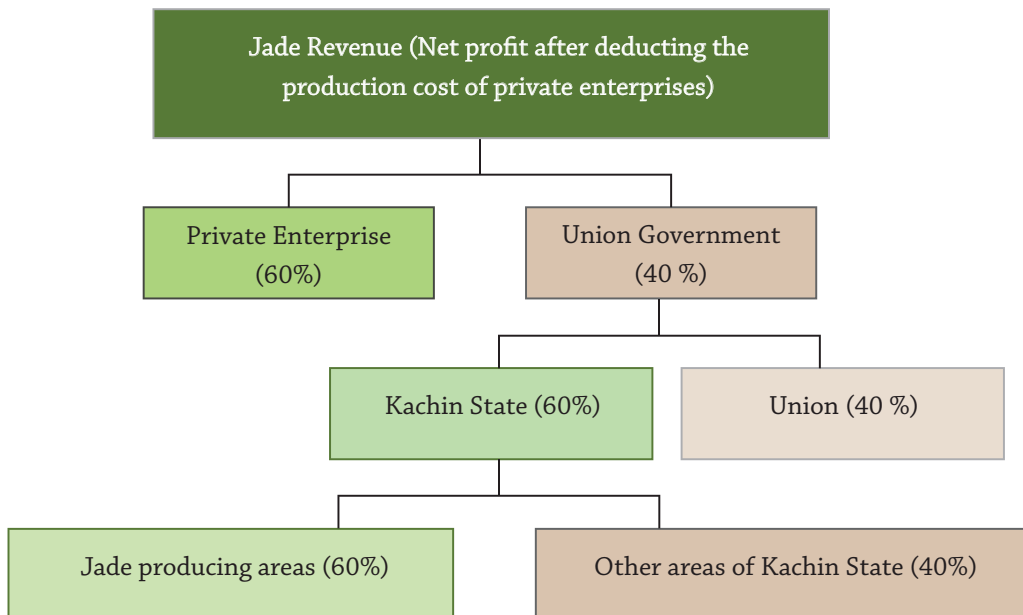 Jade Revenue (Net profit after deducting the
production cost of private enterprises)
Private Enterprise
(60%)
Union Government
(40 %)
Kachin State (60%)
Union (40 %)
Jade producing areas (60%)
Other areas of Kachin State (40%)